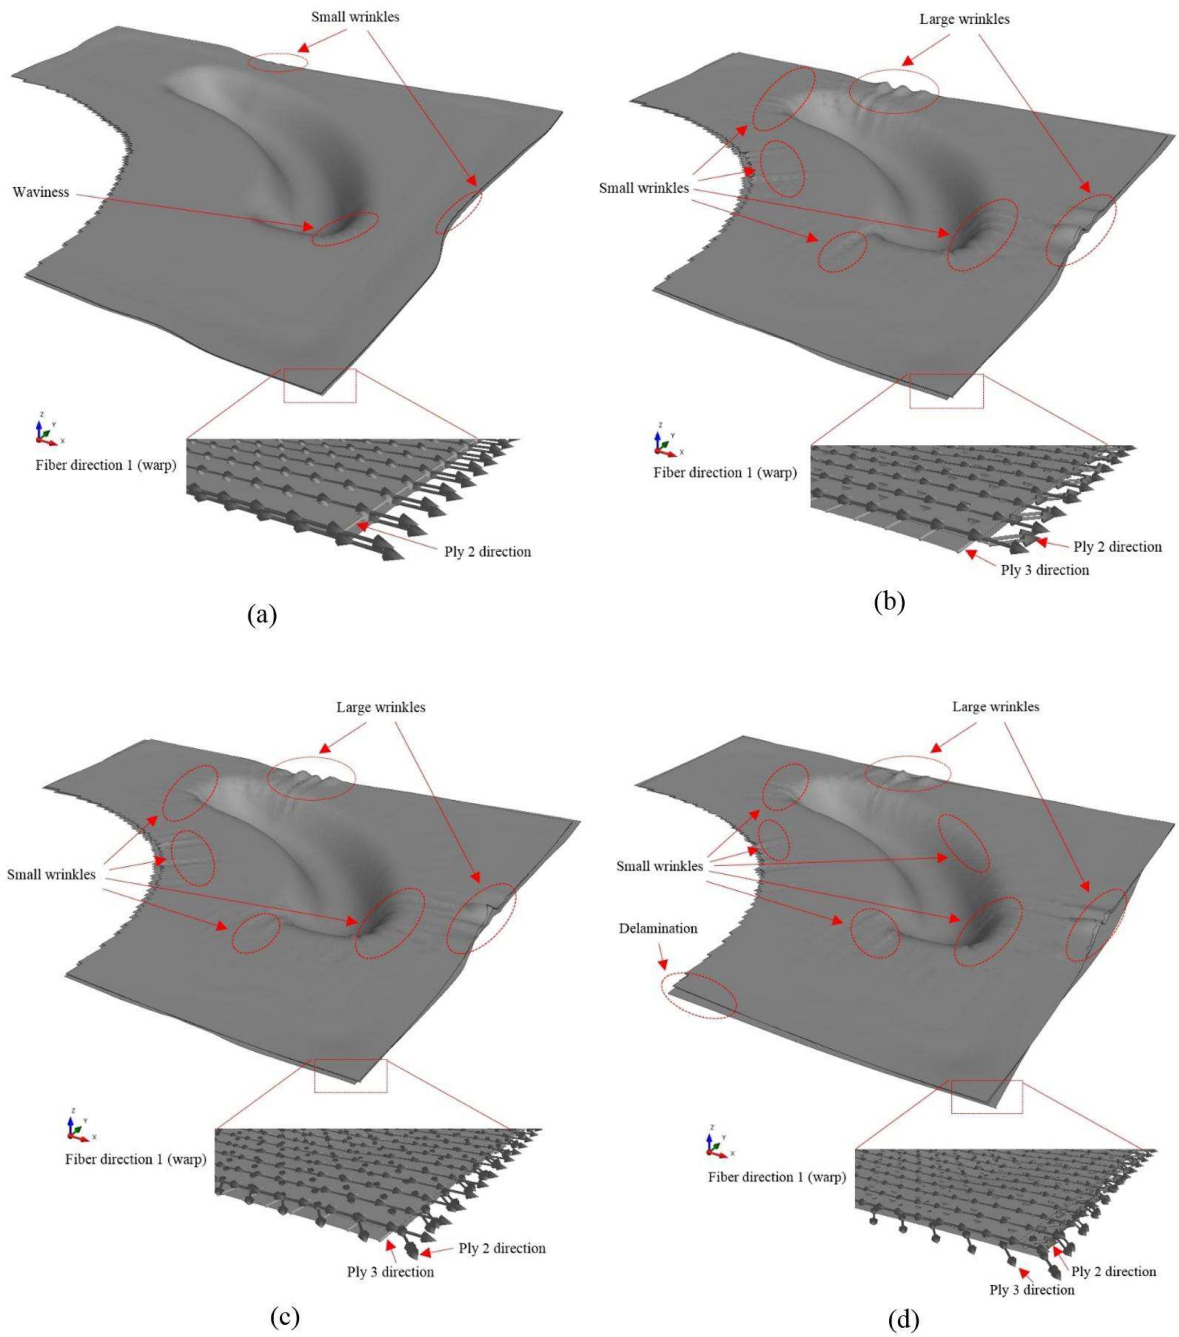 Small wrinkles
Waviness
Z
Y
X
Fiber direction 1 (warp)
Ply 2 direction
(a)
Large wrinkles
Small wrinkles
Z
Y
X
Fiber direction 1 (warp)
Ply 2 direction
Ply 3 direction
(b)
Large wrinkles
Small wrinkles
Z
Y
X
Fiber direction 1 (warp)
Ply 2 direction
Ply 3 direction
(c)
Large wrinkles
Small wrinkles
Delamination
Z
Y
X
Fiber direction 1 (warp)
Ply 2 direction
Ply 3 direction
(d)